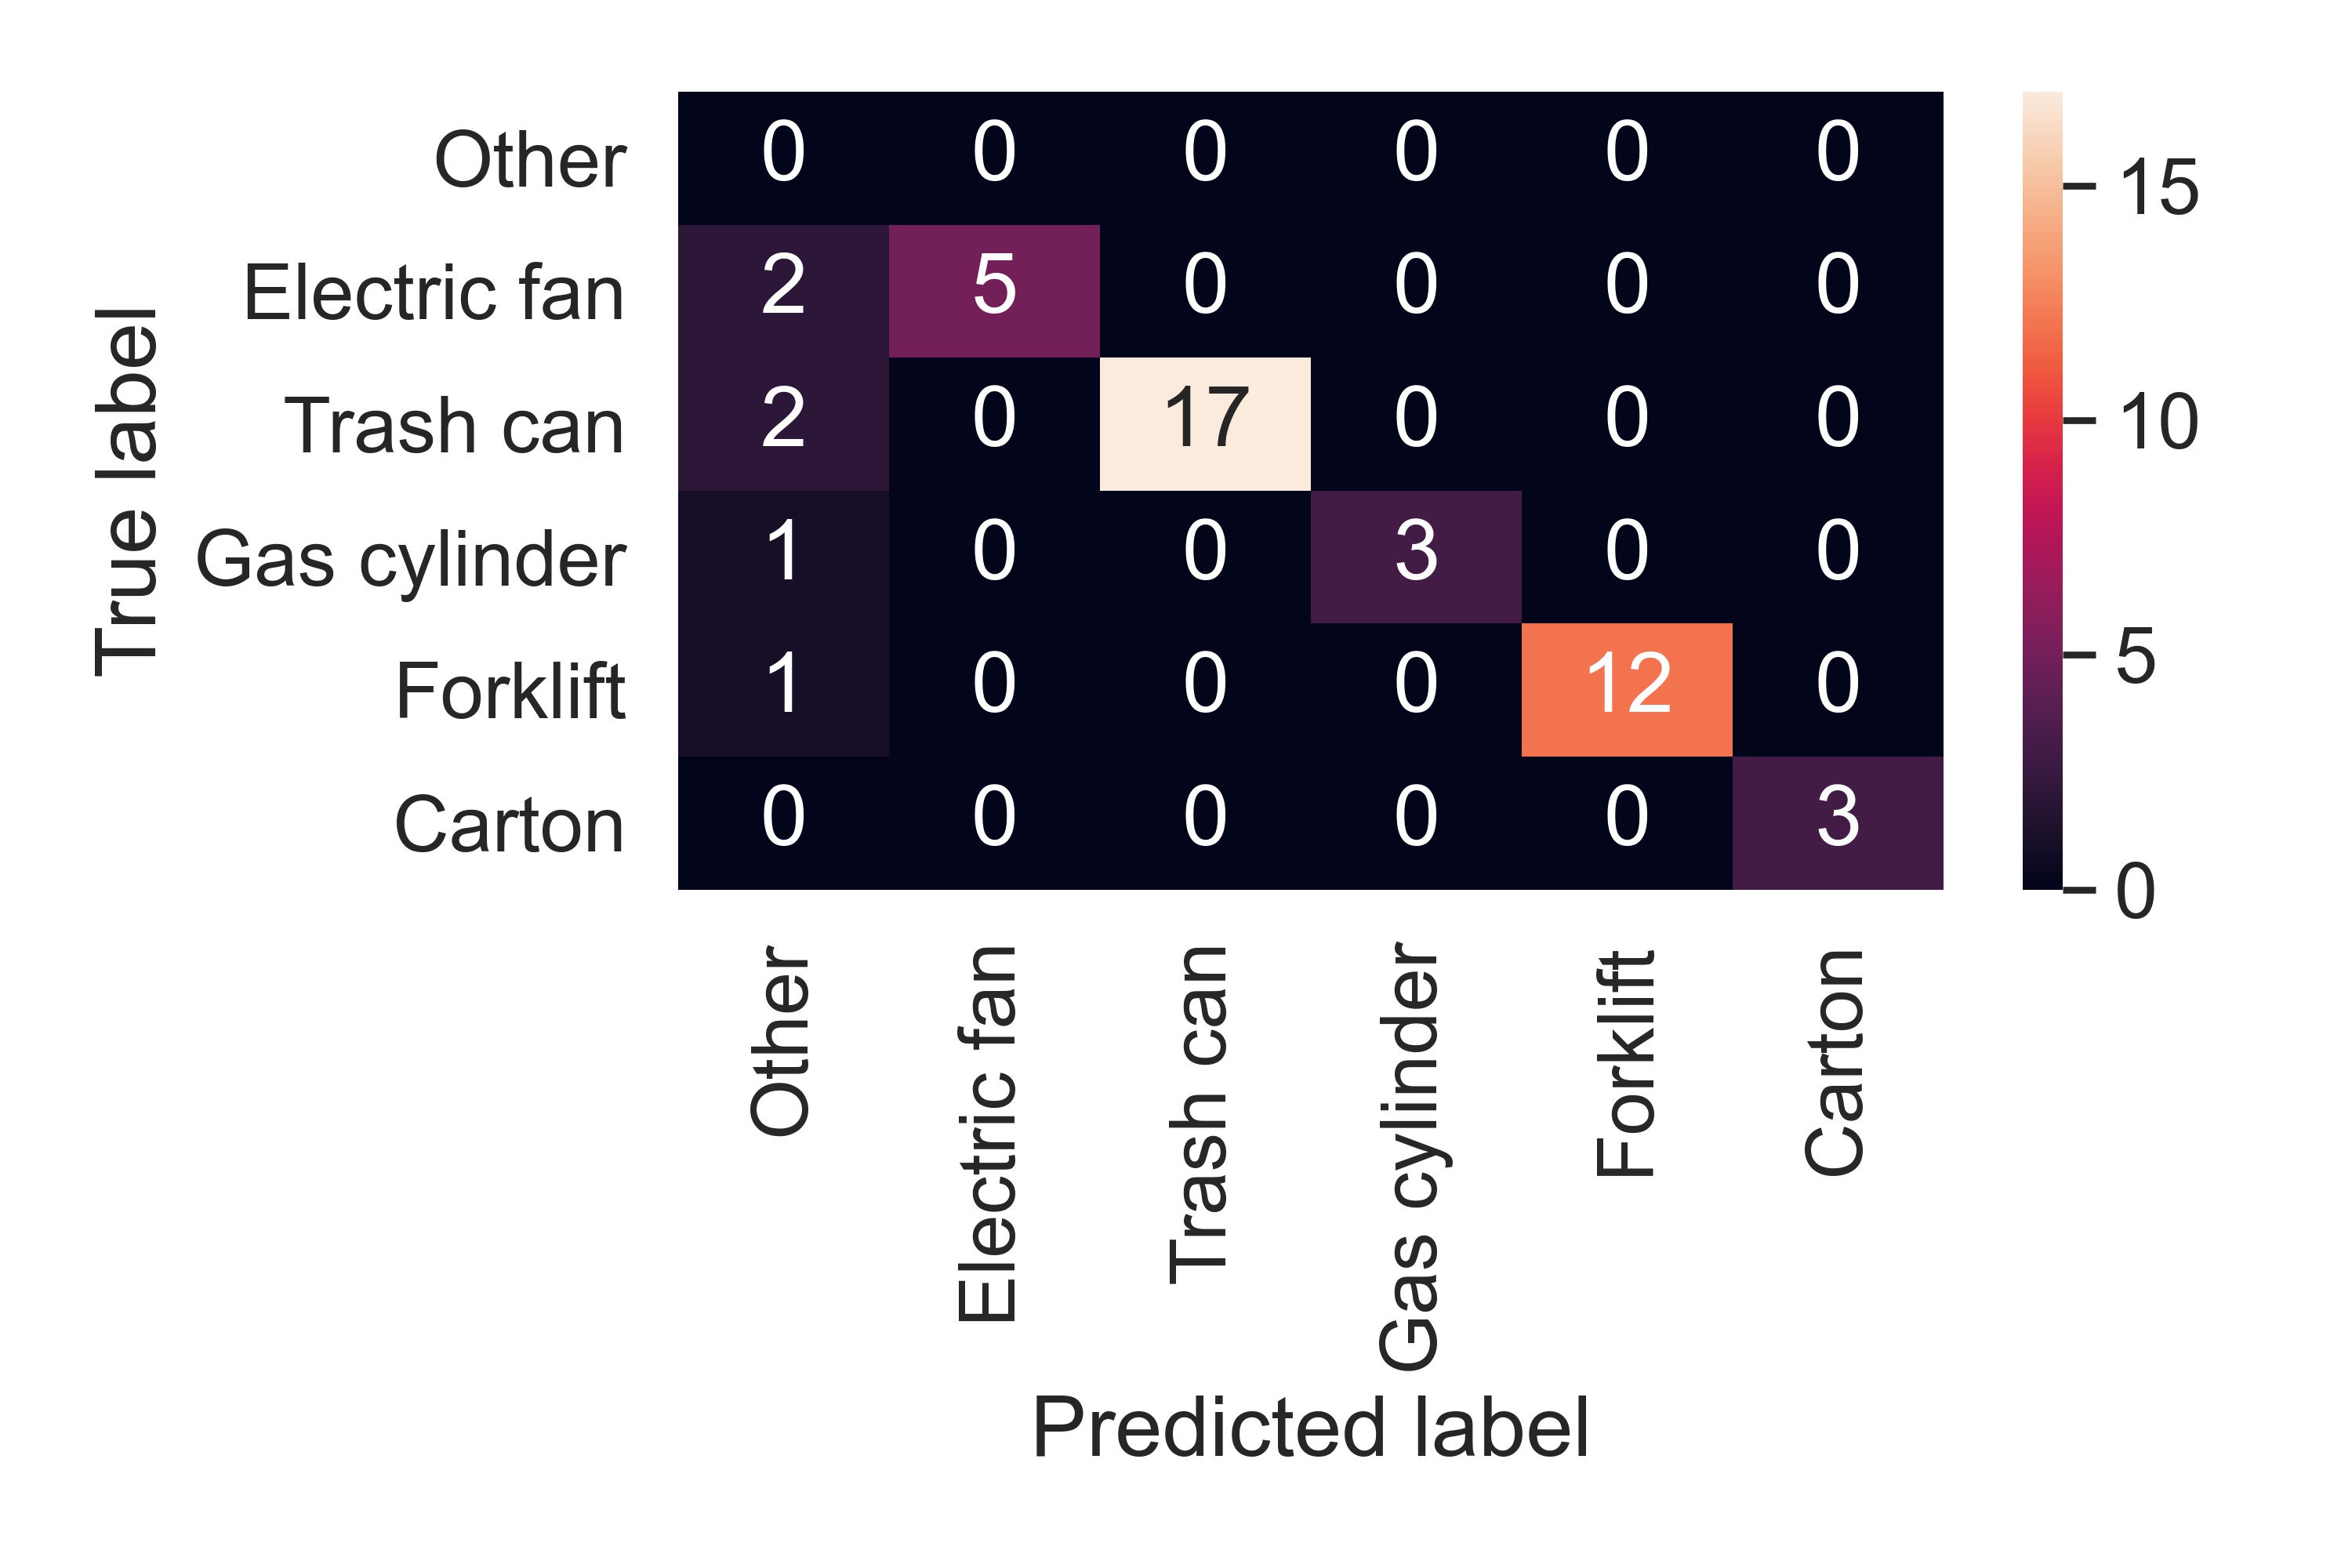 Other 0 0 0 0 0 0
Electric fan 2 5 0 0 0 0
Trash can 2 0 17 0 0 0
Gas cylinder 1 0 0 3 0 0
Forklift 1 0 0 0 12 0
Carton 0 0 0 0 0 3
True label
Other
Electric fan
Trash can
Gas cylinder
Forklift
Carton
Predicted label
15
10
5
0